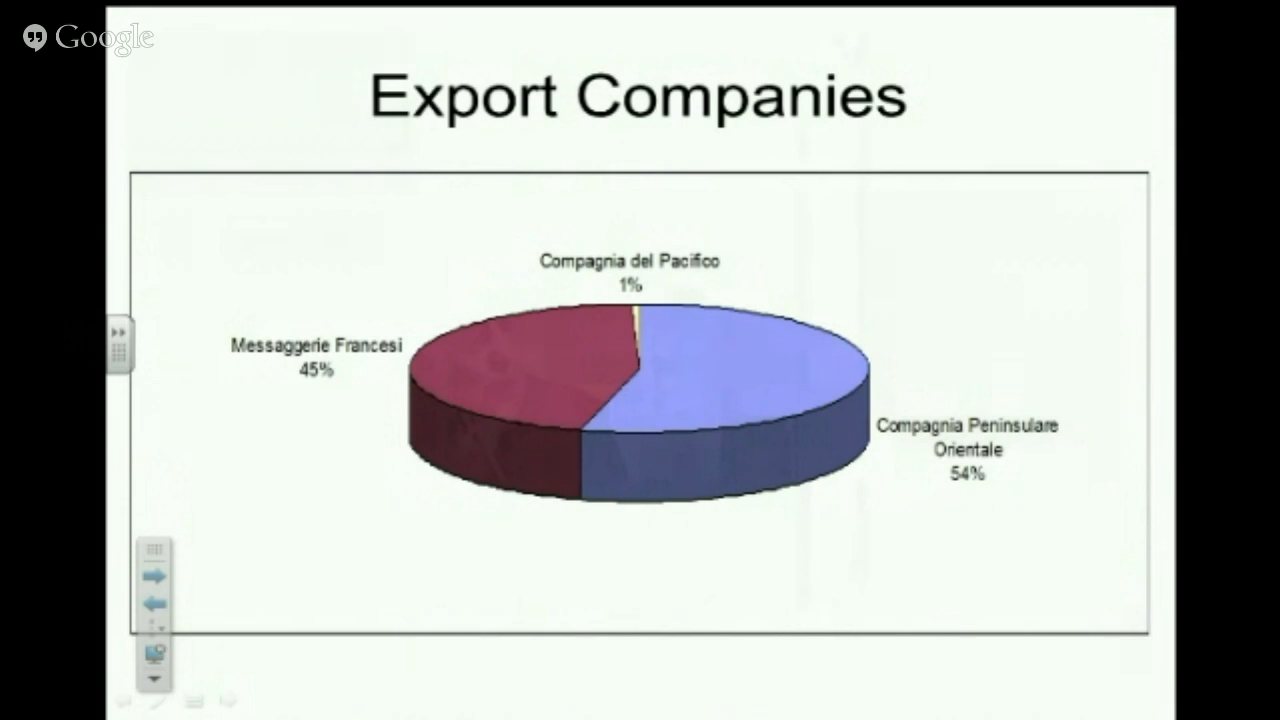 Google
Export Companies
Compagnia del Pacifico
1%
Messaggerie Francesi
45%
Compagnia Peninsulare
Orientale
54%